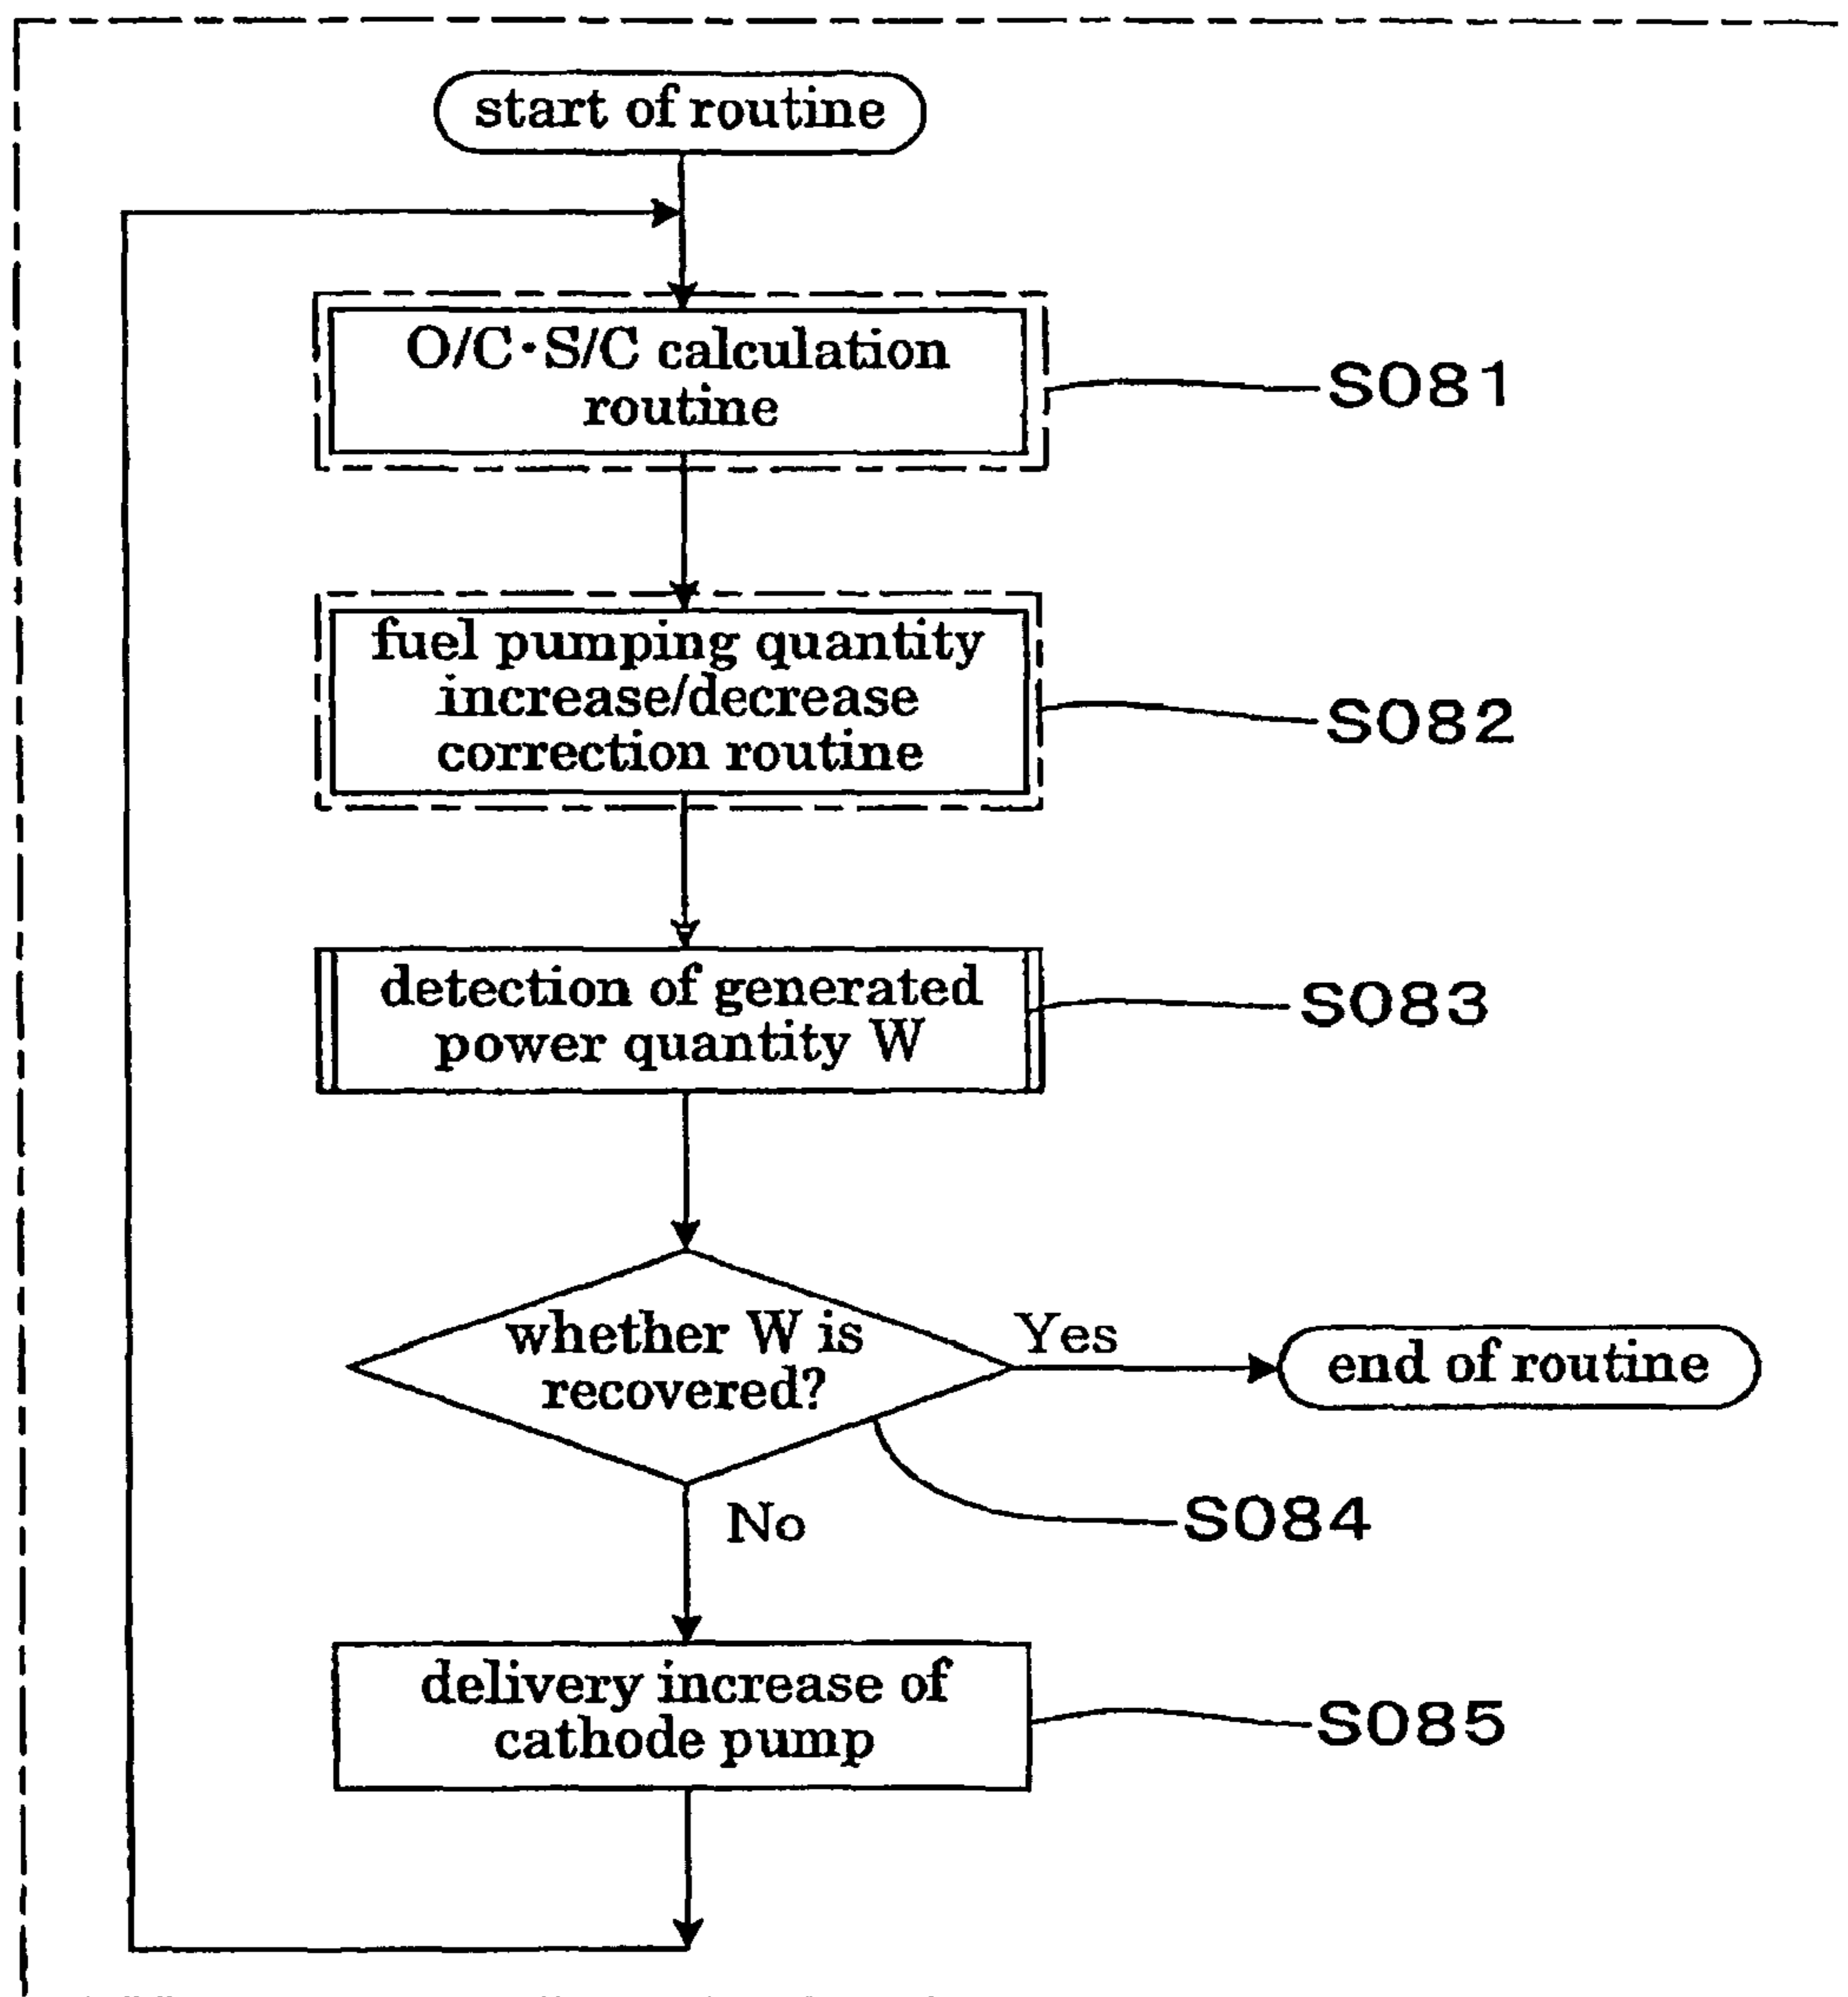 start of routine
O/C·S/C calculation
routine
S081
fuel pumping quantity
increase/decrease
correction routine
S082
detection of generated
power quantity W
S083
whether W is
recovered?
Yes
end of routine
S084
No
delivery increase of
cathode pump
S085